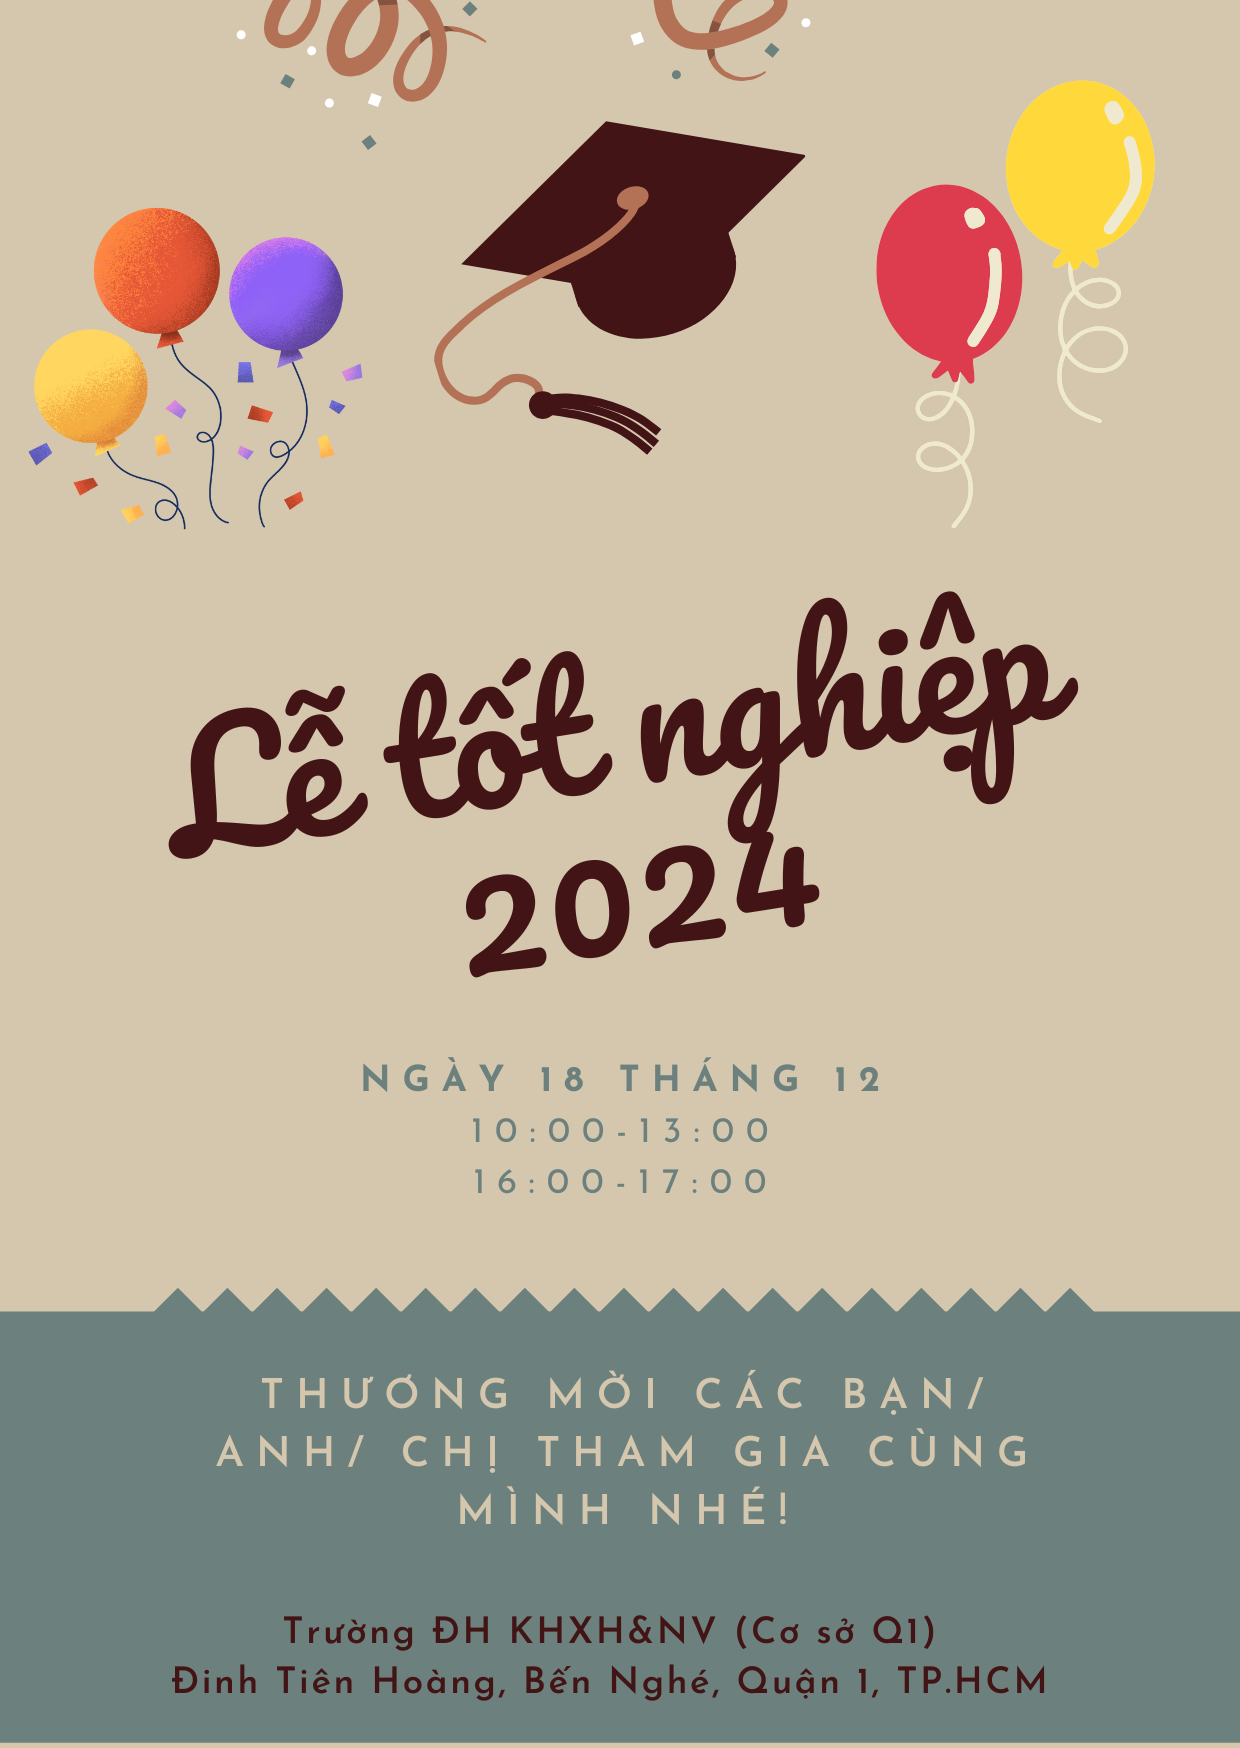 Lễ tốt nghiệp
2024
NGÀY 18 THÁNG 12
10:00-13:00
16:00-17:00
THƯƠNG MỜI CÁC BẠN/
ANH/ CHỊ THAM GIA CÙNG
MÌNH NHÉ!
Trường ĐH KHXH&NV (Cơ sở Q1)
Đinh Tiên Hoàng, Bến Nghé, Quận 1, TP.HCM